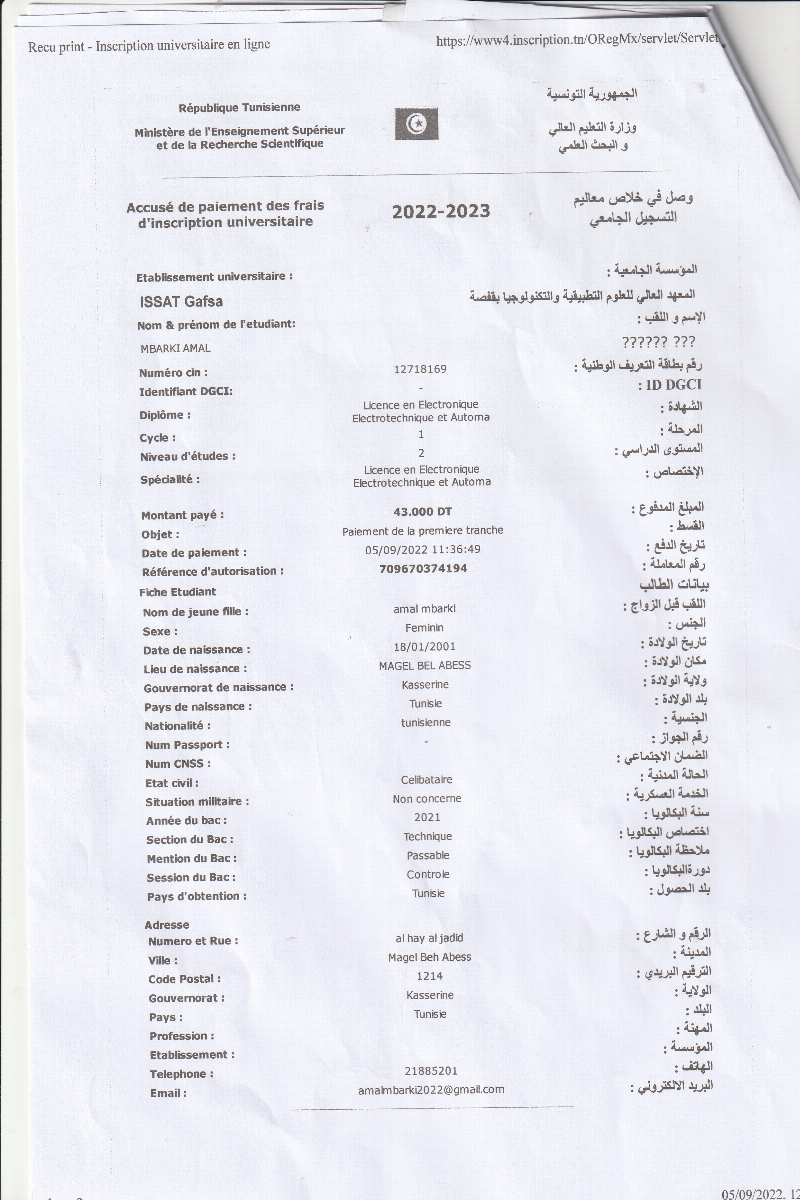 Recu print - Inscription universitaire en ligne
https://www4.inscription.tn/ORegMx/servlet/Servlet
République Tunisienne
Ministère de l'Enseignement Supérieur
et de la Recherche Scientifique
الجمهورية التونسية
وزارة التعليم العالي
و البحث العلمي
Accusé de paiement des frais
d'inscription universitaire
2022-2023
وصل في خلاص معاليم
التسجيل الجامعي
Etablissement universitaire :
المؤسسة الجامعية :
ISSAT Gafsa
المعهد العالي للعلوم التطبيقية والتكنولوجيا بقفصة
Nom & prénom de l'etudiant:
الإسم و اللقب :
MBARKI AMAL
?????? ???
Numéro cin : 12718169 رقم بطاقة التعريف الوطنية :
Identifiant DGCI: - ID DGCI :
Diplôme : Licence en Electronique
Electrotechnique et Automa الشهادة :
Cycle : 1 المرحلة :
Niveau d'études : 2 المستوى الدراسي :
Spécialité : Licence en Electronique
Electrotechnique et Automa الإختصاص :
Montant payé : 43.000 DT المبلغ المدفوع :
Objet : Paiement de la premiere tranche القسط :
Date de paiement : 05/09/2022 11:36:49 تاريخ الدفع :
Référence d'autorisation : 709670374194 رقم المعاملة :
Fiche Etudiant بيانات الطالب
Nom de jeune fille : amal mbarki اللقب قبل الزواج :
Sexe : Feminin الجنس :
Date de naissance : 18/01/2001 تاريخ الولادة :
Lieu de naissance : MAGEL BEL ABESS مكان الولادة :
Gouvernorat de naissance : Kasserine ولاية الولادة :
Pays de naissance : Tunisie بلد الولادة :
Nationalité : tunisienne الجنسية :
Num Passport : - رقم الجواز :
Num CNSS : الضمان الاجتماعي :
Etat civil : Celibataire الحالة المدنية :
Situation militaire : Non concerne الخدمة العسكرية :
Année du bac : 2021 سنة البكالويا :
Section du Bac : Technique اختصاص البكالويا :
Mention du Bac : Passable ملاحظة البكالويا :
Session du Bac : Controle دورةالبكالويا :
Pays d'obtention : Tunisie بلد الحصول :
Adresse
Numero et Rue : al hay al jadid الرقم و الشارع :
Ville : Magel Beh Abess المدينة :
Code Postal : 1214 الترقيم البريدي :
Gouvernorat : Kasserine الولاية :
Pays : Tunisie البلد :
Profession : المهنة :
Etablissement : المؤسسة :
Telephone : 21885201 الهاتف :
Email : amalmbarki2022@gmail.com البريد الالكتروني :
05/09/2022, 12